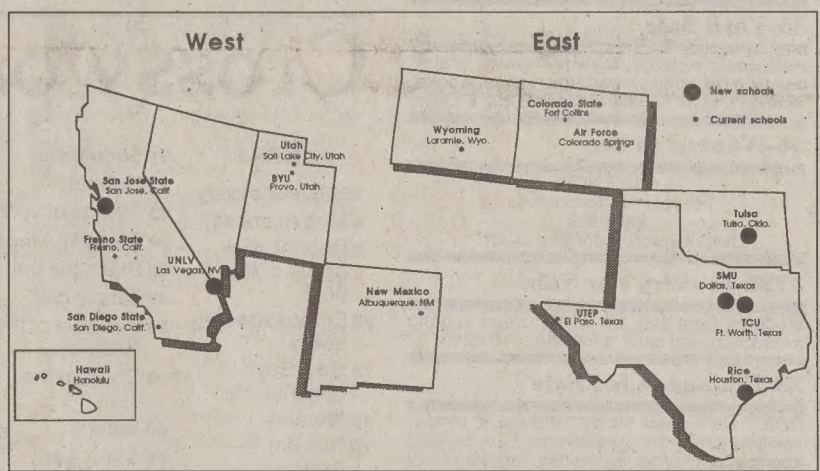 West
East
New schools
Current schools
Colorado State
Fort Collins
Air Force
Colorado Springs
Wyoming
Laramie, Wyo.
Utah
Salt Lake City, Utah
BYU
Provo, Utah
San Jose State
San Jose, Calif
Fresno State
Fresno, Calif.
UNLV
Las Vegas, NV
San Diego State
San Diego, Calif.
New Mexico
Albuquerque, NM
Hawaii
Honolulu
Tulsa
Tulsa, Okla.
SMU
Dallas, Texas
TCU
Ft. Worth, Texas
UTEP
El Paso, Texas
Rice
Houston, Texas